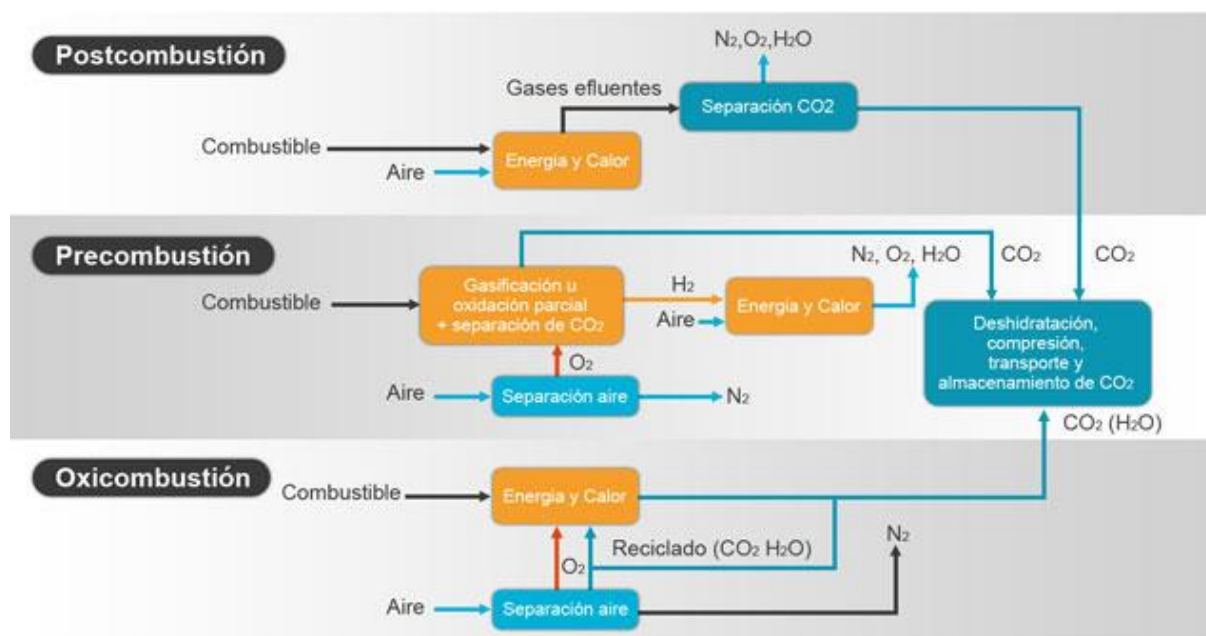 Postcombustión
N2,O2,H2O
Gases efluentes
Separación CO2
Combustible
Energia y Calor
Aire
Precombustión
N2, O2, H2O
CO2
CO2
Gasificación u
oxidación parcial
+ separación de CO2
H2
Combustible
Energia y Calor
Aire
Deshidratación,
compresión,
transporte y
almacenamiento de CO2
O2
Aire
Separación aire
N2
CO2 (H2O)
Oxicombustión
Combustible
Energia y Calor
N2
Reciclado (CO2 H2O)
O2
Aire
Separación aire